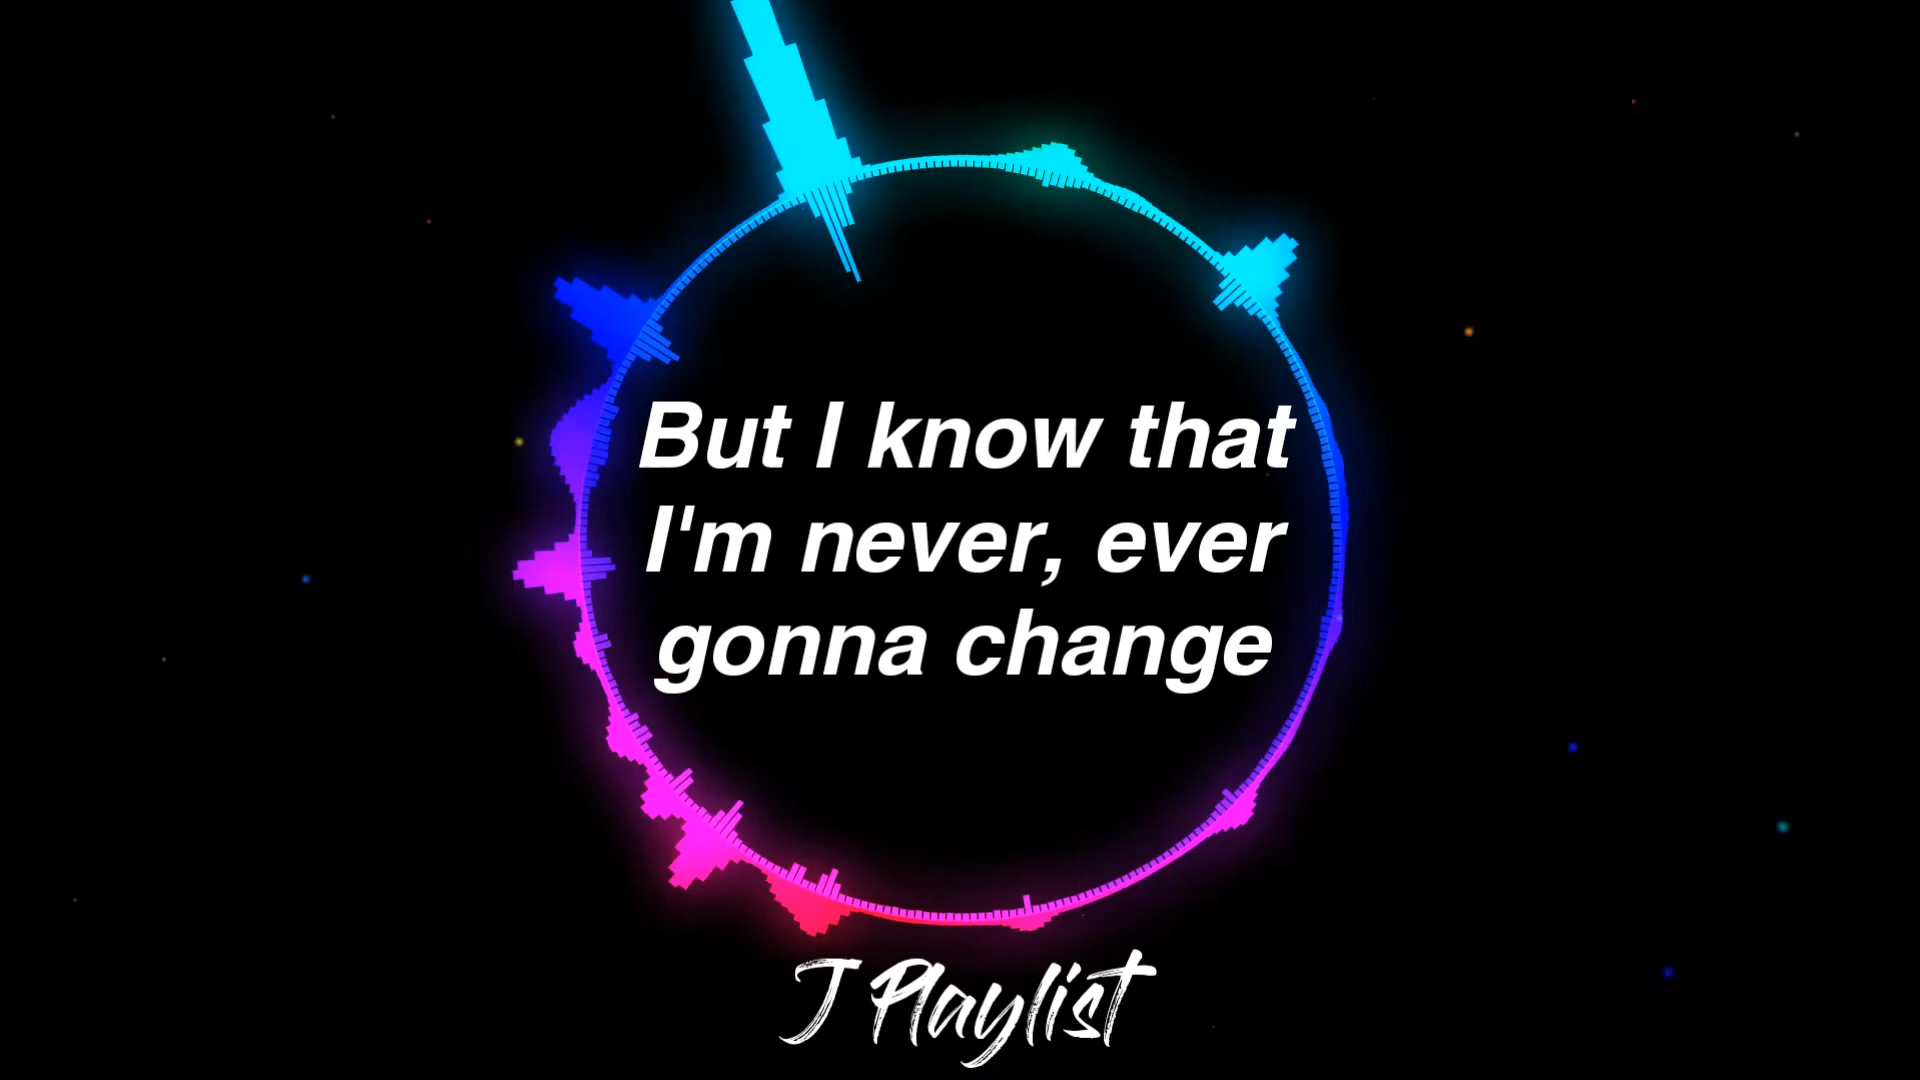 But I know that
I'm never, ever
gonna change
J Playlist